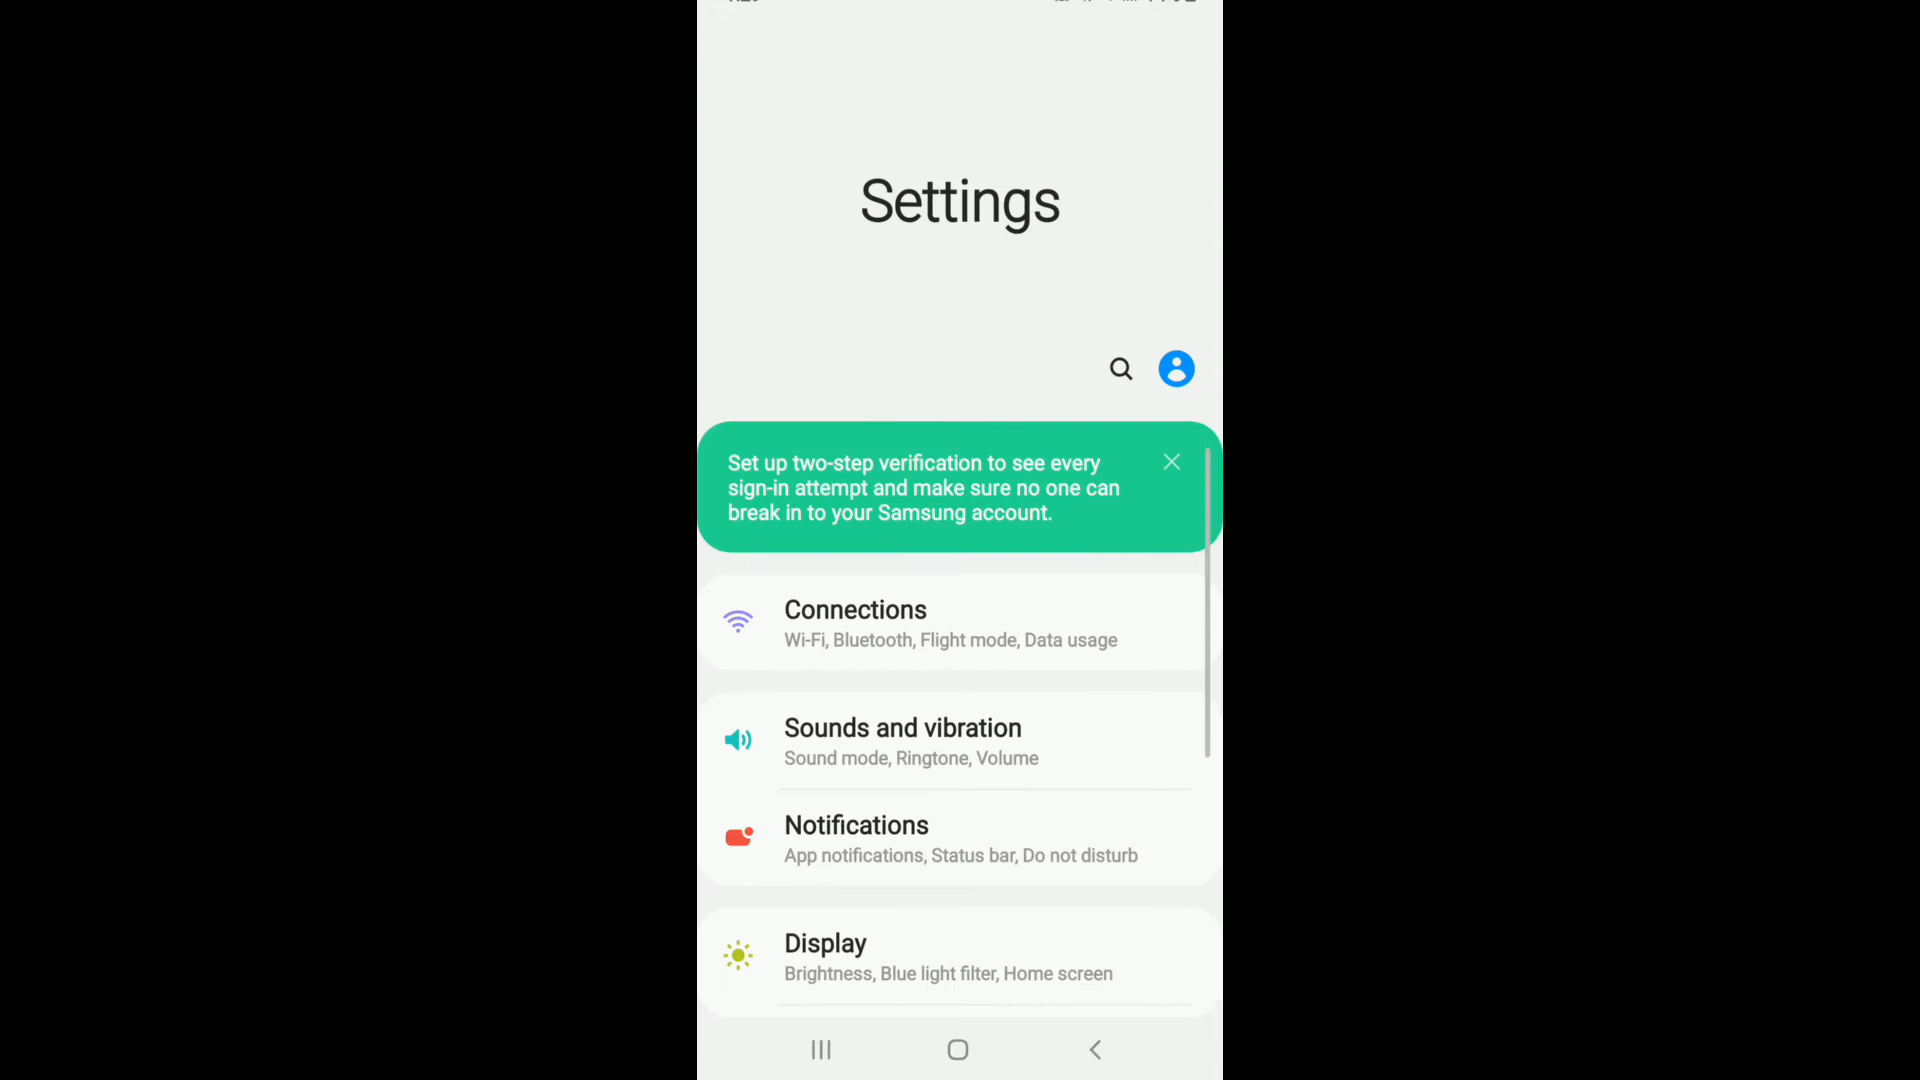 Settings
Set up two-step verification to see every
sign-in attempt and make sure no one can
break in to your Samsung account.
Connections
Wi-Fi, Bluetooth, Flight mode, Data usage
Sounds and vibration
Sound mode, Ringtone, Volume
Notifications
App notifications, Status bar, Do not disturb
Display
Brightness, Blue light filter, Home screen